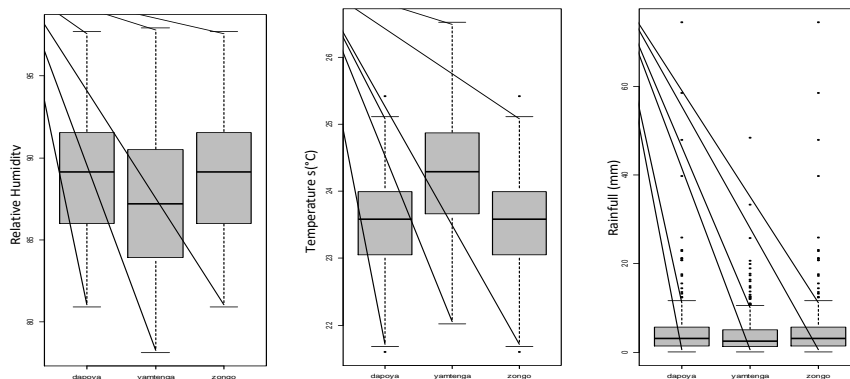 Relative Humidity
95
90
85
80
dapoya yamtenga zongo
Temperature s(°C)
26
25
24
23
22
dapoya yamtenga zongo
Rainfall (mm)
60
40
20
0
dapoya yamtenga zongo